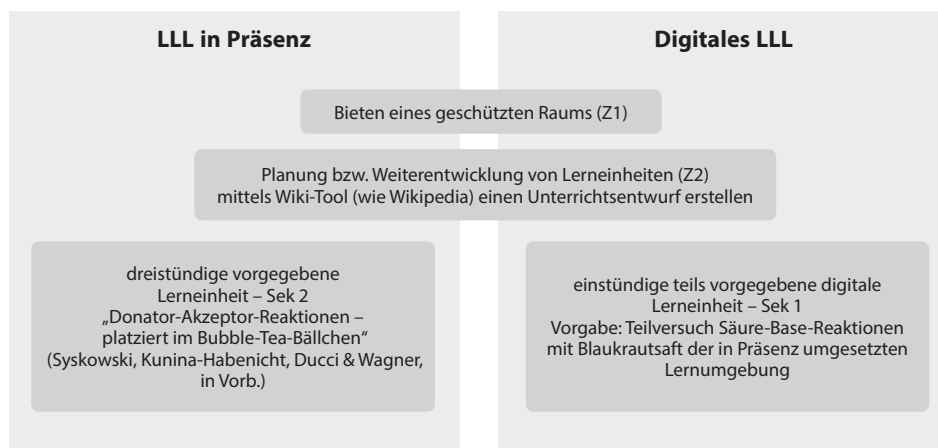 LLL in Präsenz
Digitales LLL
Bieten eines geschützten Raums (Z1)
Planung bzw. Weiterentwicklung von Lerneinheiten (Z2)
mittels Wiki-Tool (wie Wikipedia) einen Unterrichtsentwurf erstellen
dreistündige vorgegebene
Lerneinheit – Sek 2
„Donator-Akzeptor-Reaktionen –
platziert im Bubble-Tea-Bällchen“
(Syskowski, Kunina-Habenicht, Ducci & Wagner,
in Vorb.)
einstündige teils vorgegebene digitale
Lerneinheit – Sek 1
Vorgabe: Teilversuch Säure-Base-Reaktionen
mit Blaukrautsaft der in Präsenz umgesetzten
Lernumgebung